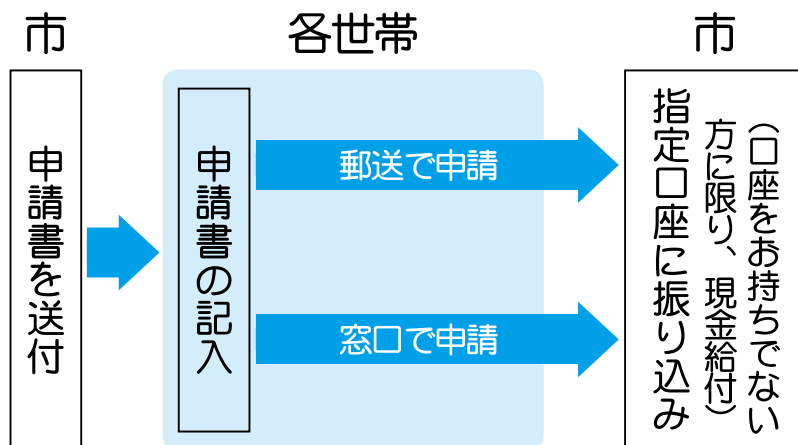 市
各世帯
市
申請書を送付
申請書の記入
郵送で申請
窓口で申請
指定口座に振り込み
（口座をお持ちでない
方に限り、現金給付）